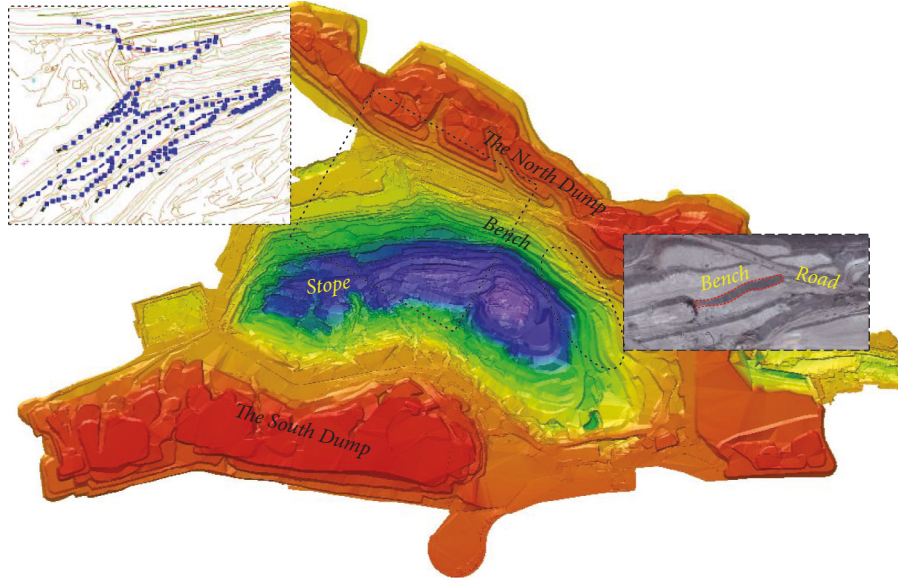 The North Dump
Bench
Bench
Road
Stope
The South Dump